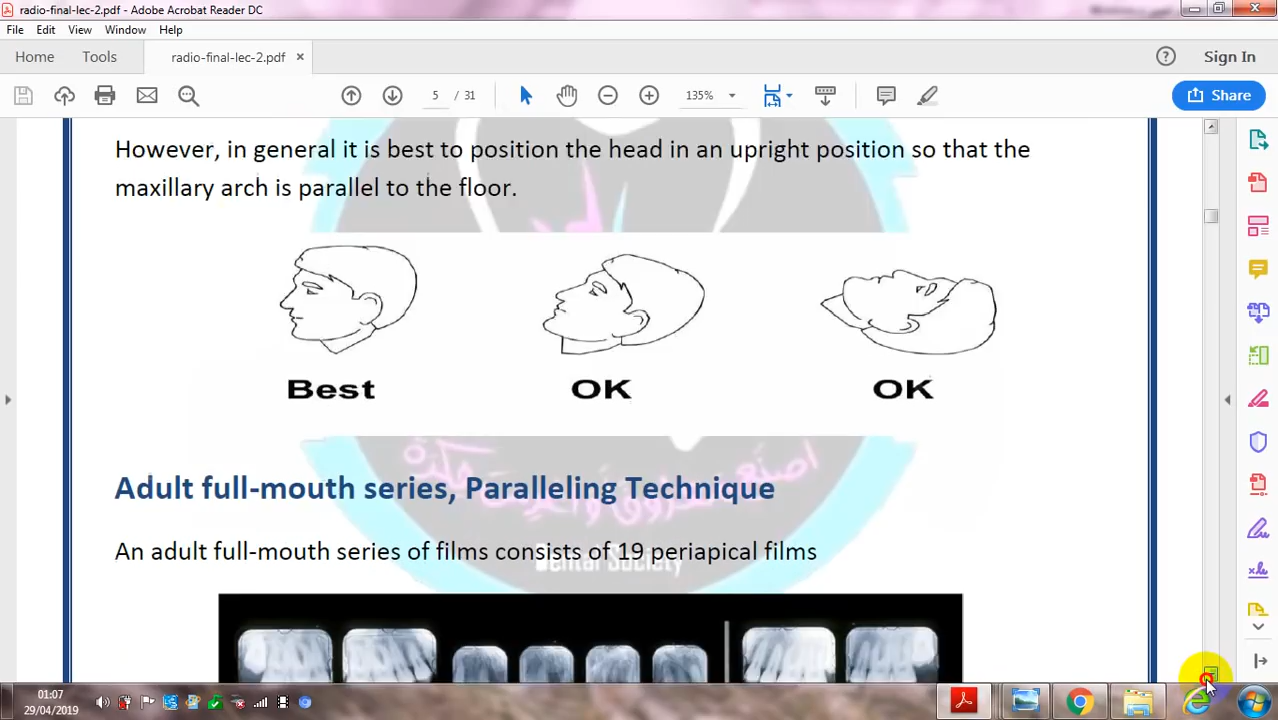 radio-final-lec-2.pdf - Adobe Acrobat Reader DC
File Edit View Window Help
Home Tools radio-final-lec-2.pdf × Sign In
5 / 31 135% Share
However, in general it is best to position the head in an upright position so that the
maxillary arch is parallel to the floor.
Best OK OK
Adult full-mouth series, Paralleling Technique
An adult full-mouth series of films consists of 19 periapical films
Dental Society
01:07
29/04/2019